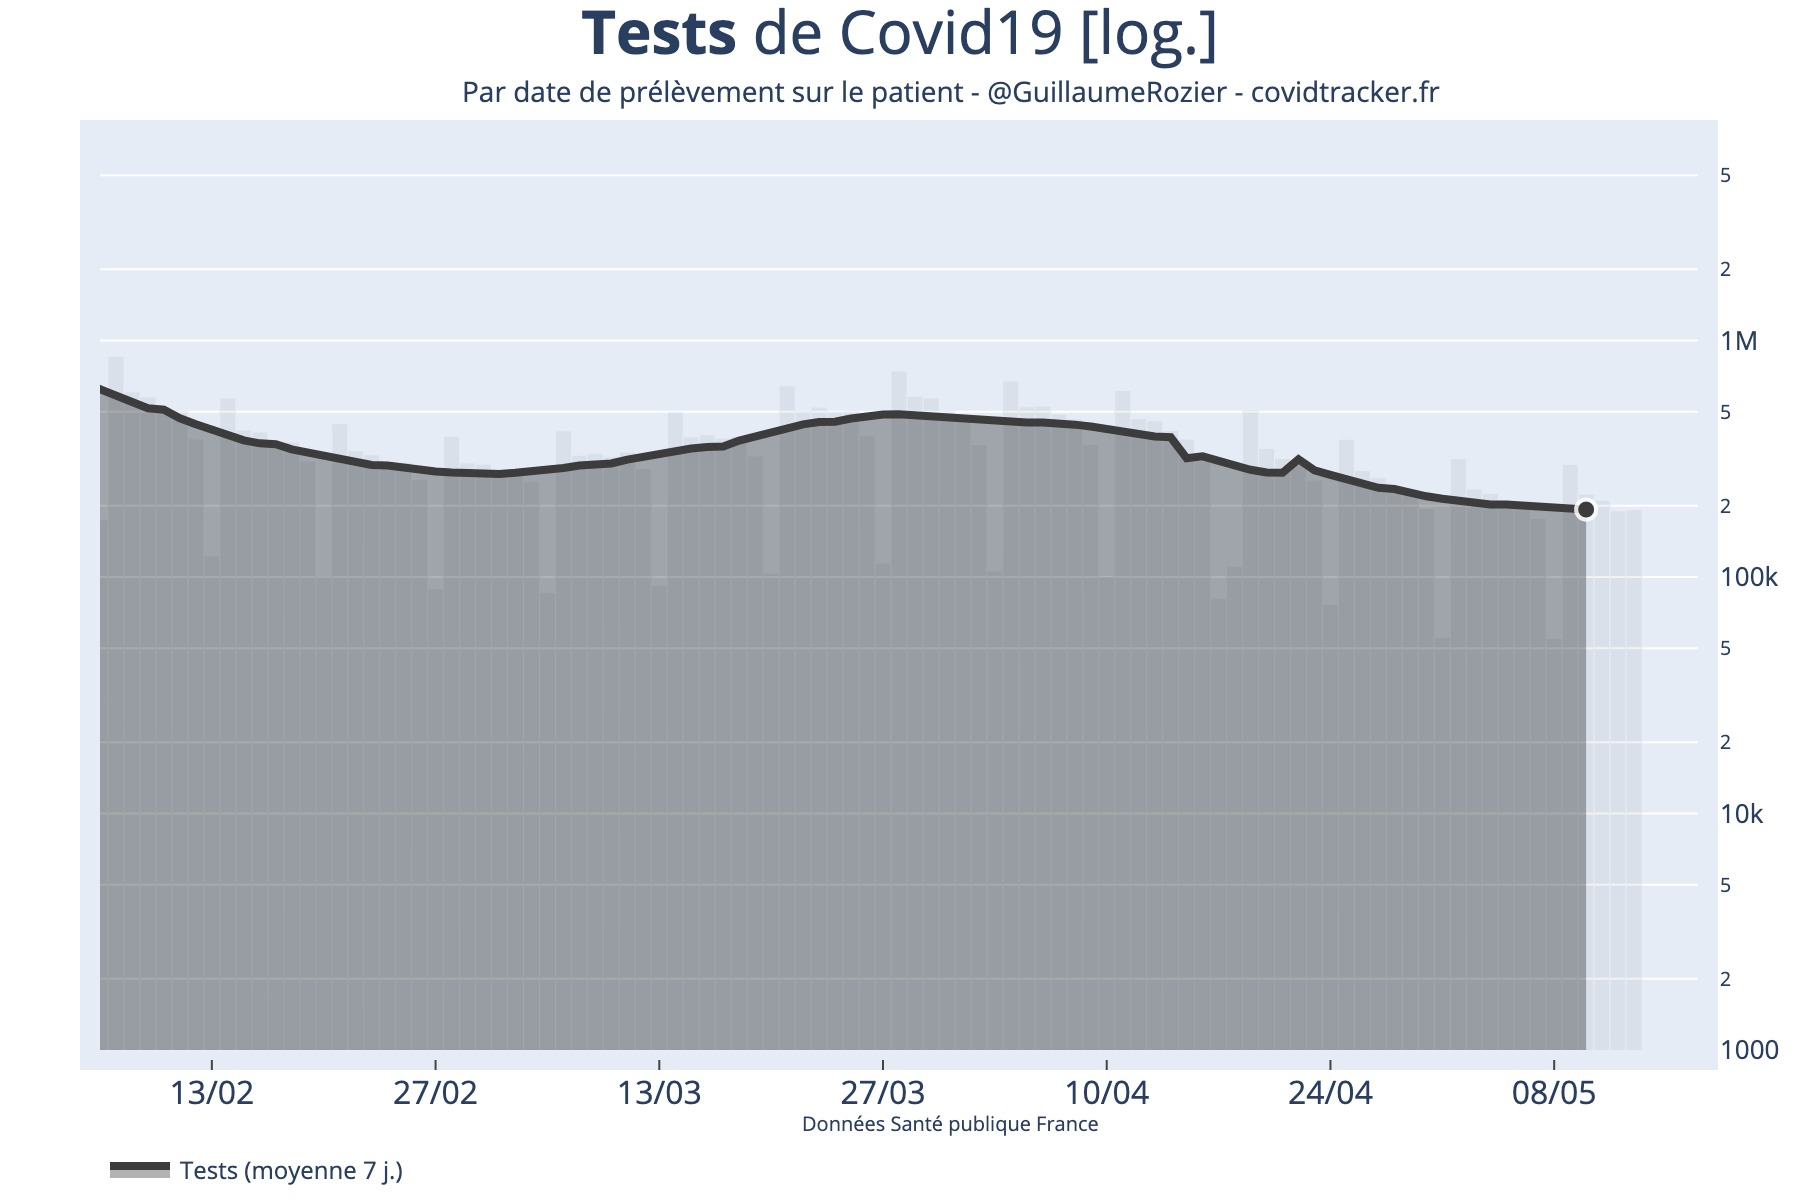 Tests de Covid19 [log.]
Par date de prélèvement sur le patient - @GuillaumeRozier - covidtracker.fr
5
2
1M
5
2
100k
5
2
10k
5
2
1000
13/02 27/02 13/03 27/03 10/04 24/04 08/05
Données Santé publique France
Tests (moyenne 7 j.)